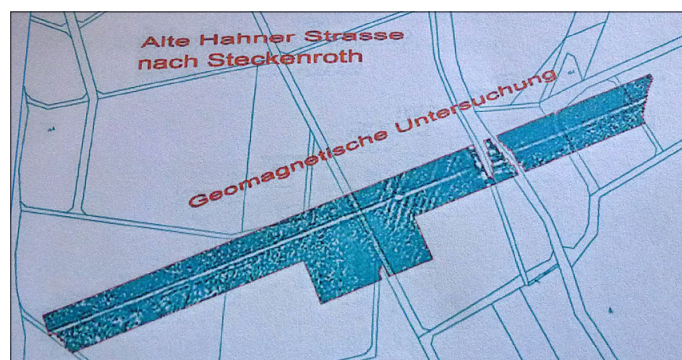 Alte Hahner Strasse
nach Steckenroth
Geomagnetische Untersuchung